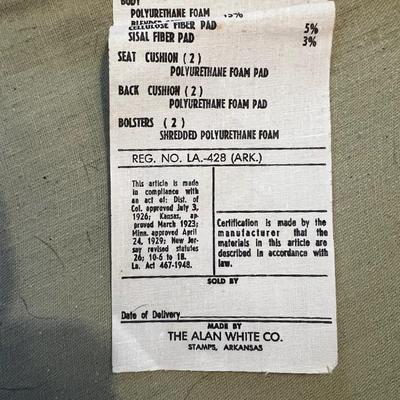 BODY
POLYURETHANE FOAM
CELLULOSE FIBER PAD 5%
SISAL FIBER PAD 3%
SEAT CUSHION (2)
POLYURETHANE FOAM PAD
BACK CUSHION (2)
POLYURETHANE FOAM PAD
BOLSTERS (2)
SHREDDED POLYURETHANE FOAM
REG. NO. LA.-428 (ARK.)
This article is made
in compliance with
an act of: Dist. of
Col. approved July 3,
1926; Kansas, ap-
proved March 1923;
Minn. approved April
24, 1929; New Jer-
say revised statutes
26; 10-6 to 18.
La. Act 467-1948.
Certification is made by the
manufacturer that the
materials in this article are
described in accordance with
law.
SOLD BY
Date of Delivery
MADE BY
THE ALAN WHITE CO.
STAMPS, ARKANSAS